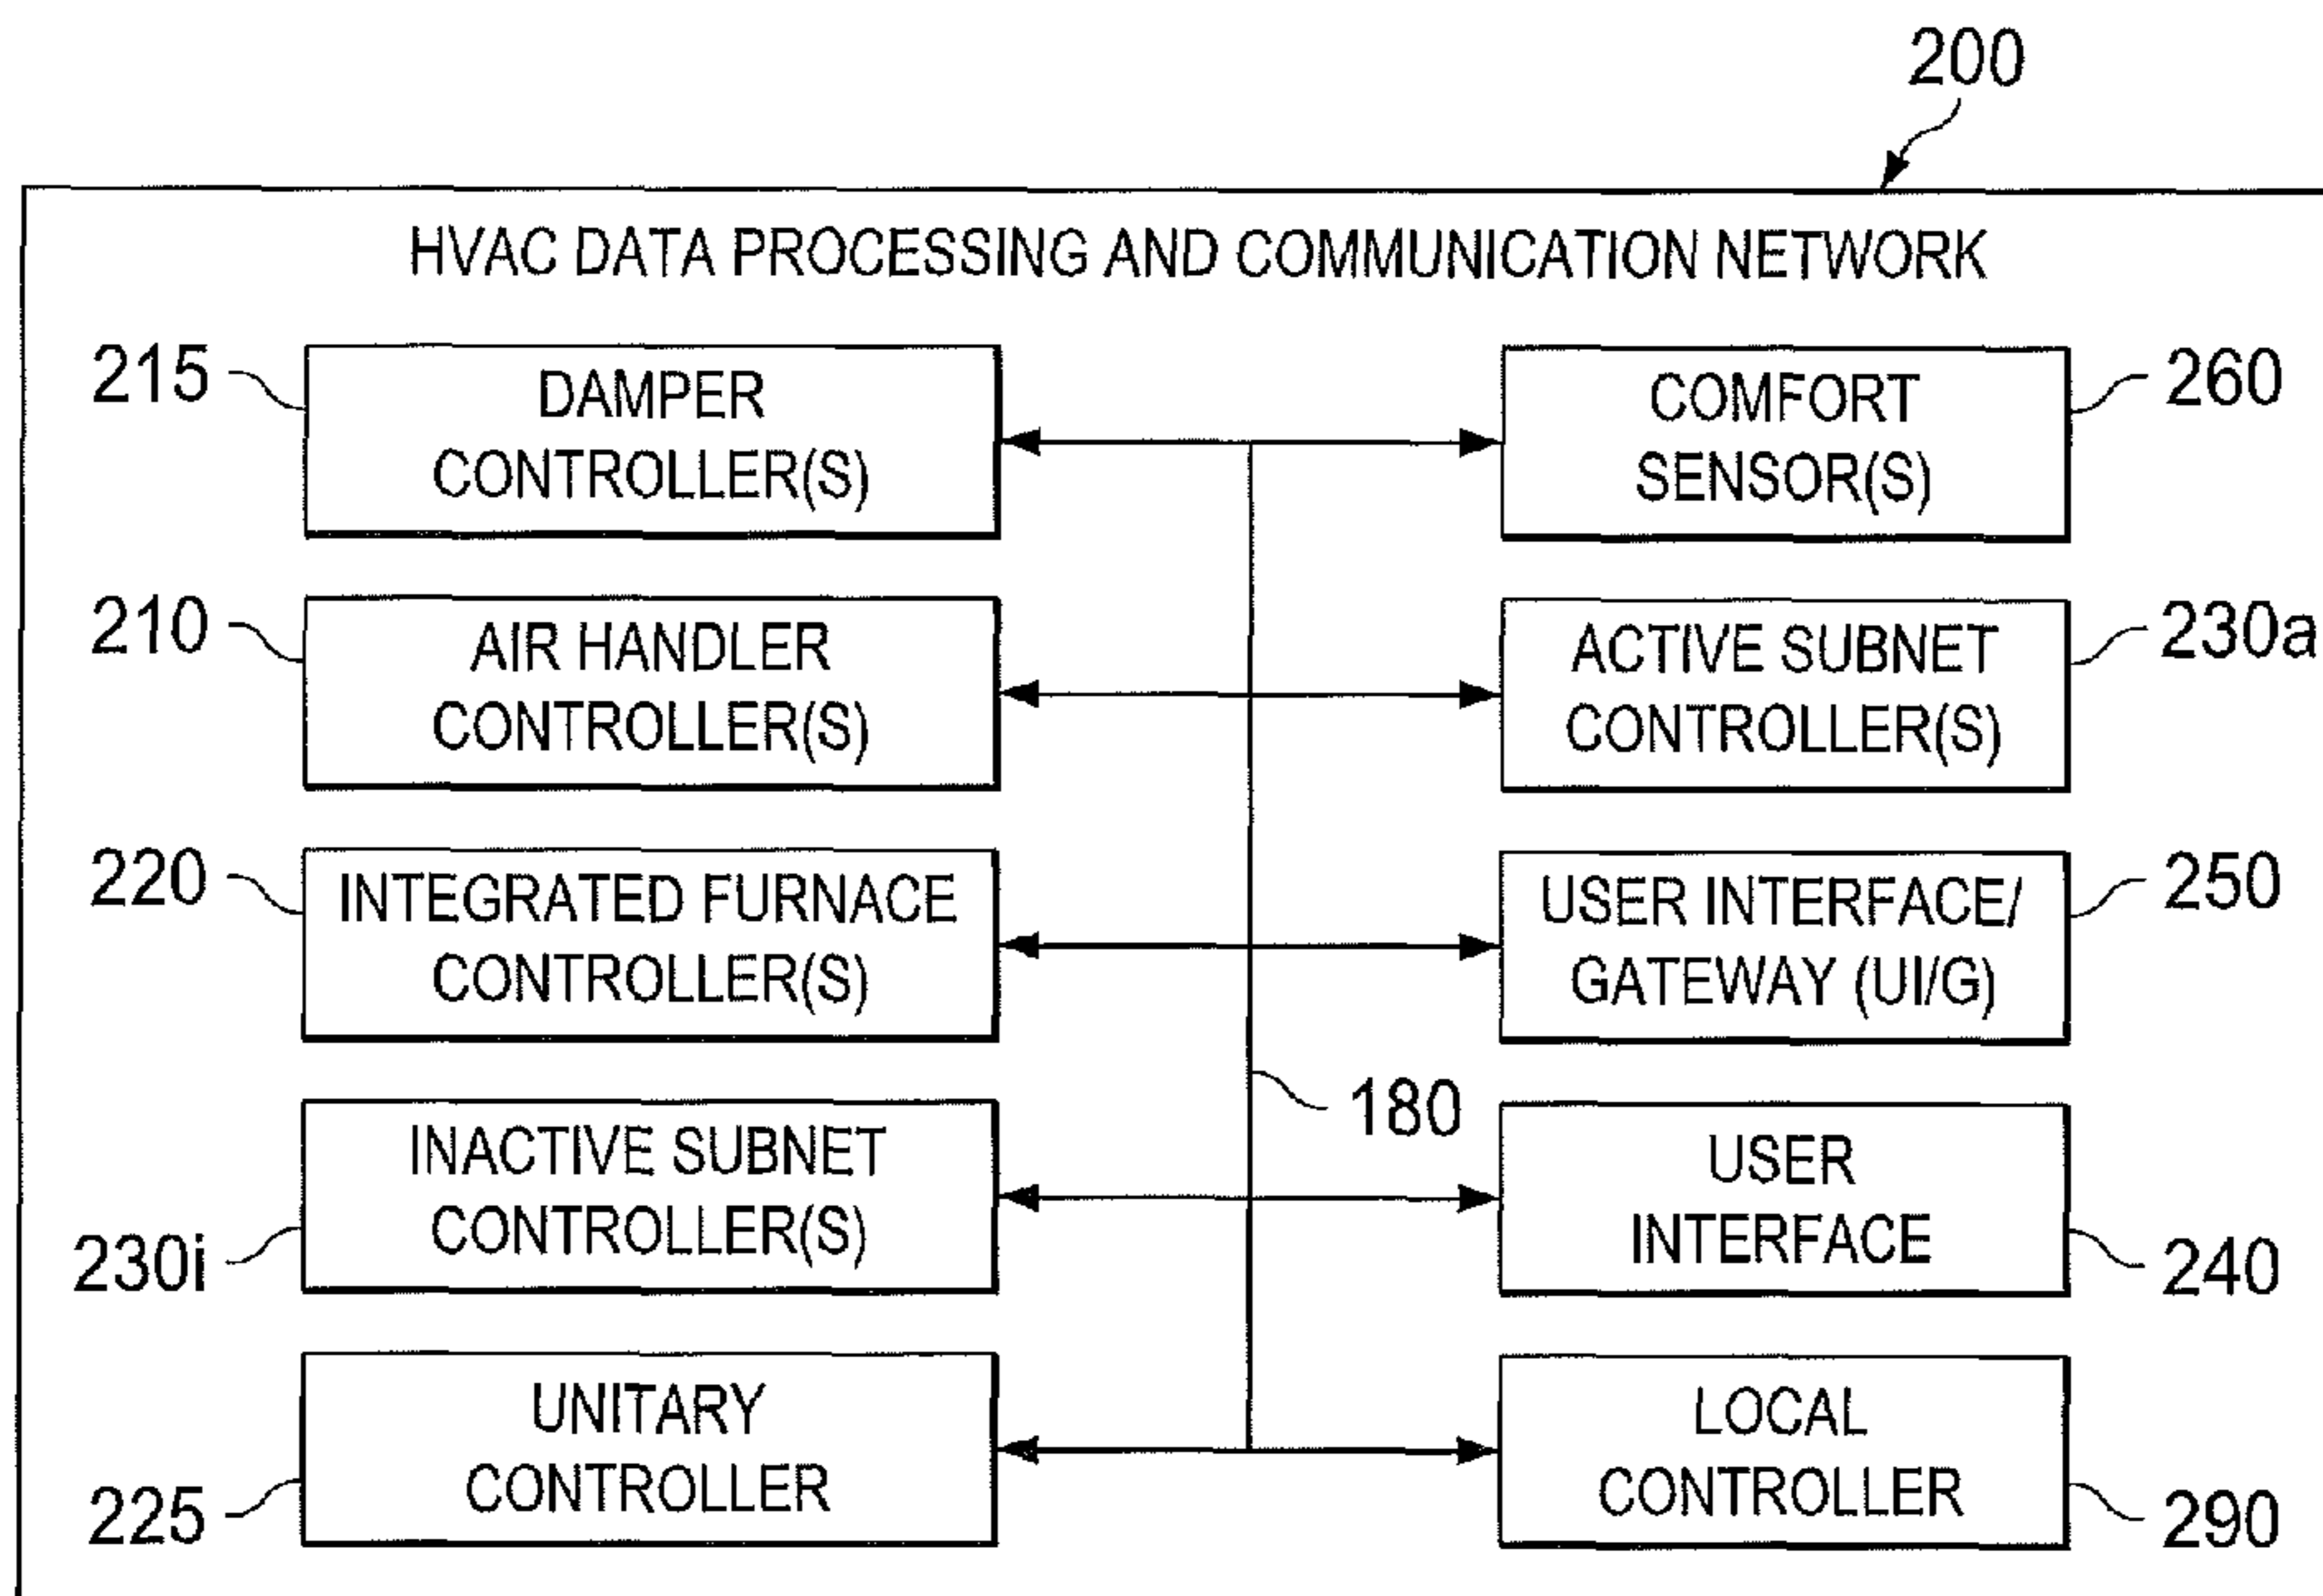 200
HVAC DATA PROCESSING AND COMMUNICATION NETWORK
215
DAMPER
CONTROLLER(S)
COMFORT
SENSOR(S)
260
210
AIR HANDLER
CONTROLLER(S)
ACTIVE SUBNET
CONTROLLER(S)
230a
220
INTEGRATED FURNACE
CONTROLLER(S)
USER INTERFACE/
GATEWAY (UI/G)
250
180
INACTIVE SUBNET
CONTROLLER(S)
230i
USER
INTERFACE
240
UNITARY
CONTROLLER
225
LOCAL
CONTROLLER
290